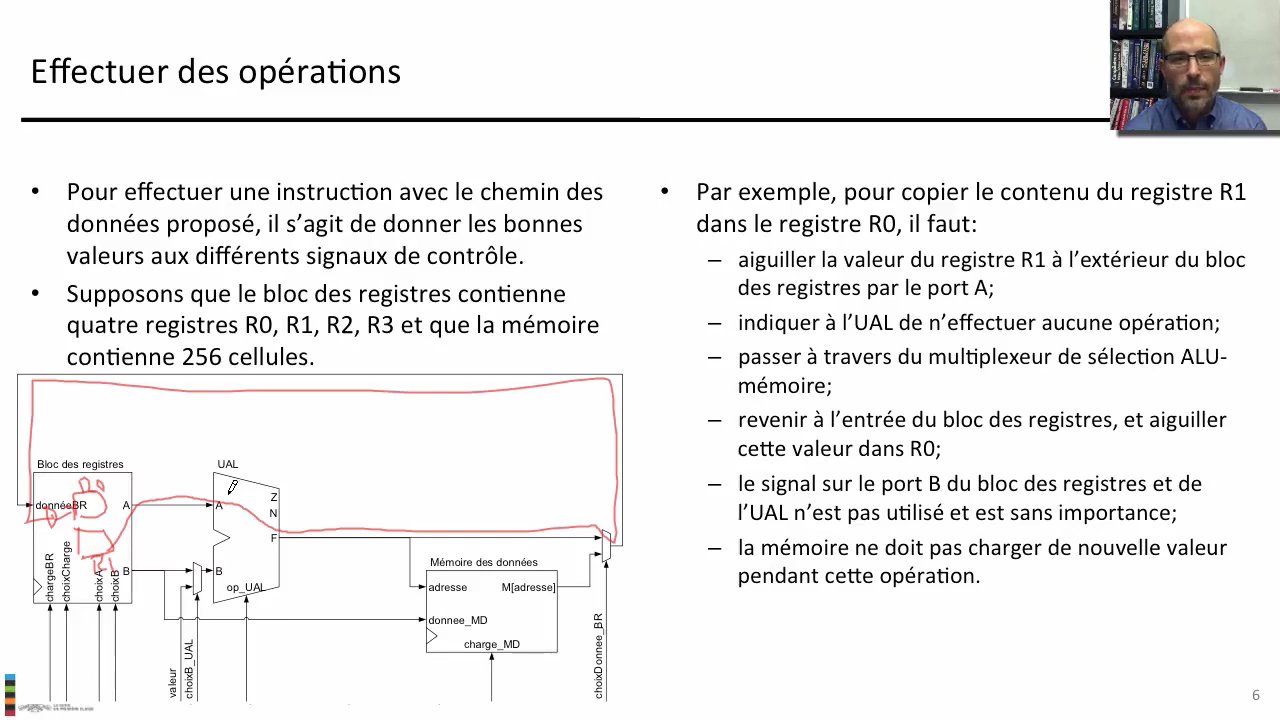 Effectuer des opérations
• Pour effectuer une instruction avec le chemin des
données proposé, il s'agit de donner les bonnes
valeurs aux différents signaux de contrôle.
• Supposons que le bloc des registres contienne
quatre registres R0, R1, R2, R3 et que la mémoire
contienne 256 cellules.
• Par exemple, pour copier le contenu du registre R1
dans le registre R0, il faut:
– aiguiller la valeur du registre R1 à l'extérieur du bloc
des registres par le port A;
– indiquer à l'UAL de n'effectuer aucune opération;
– passer à travers du multiplexeur de sélection ALU-
mémoire;
– revenir à l'entrée du bloc des registres, et aiguiller
cette valeur dans R0;
– le signal sur le port B du bloc des registres et de
l'UAL n'est pas utilisé et est sans importance;
– la mémoire ne doit pas charger de nouvelle valeur
pendant cette opération.
Bloc des registres
donnéeBR
R0
A
R1
B
chargeBR
choixCharge
choixA
choixB
valeur
choixB_UAL
UAL
A
B
Z
N
F
op_UAL
Mémoire des données
adresse
M[adresse]
donnee_MD
charge_MD
choixDonnee_BR
6